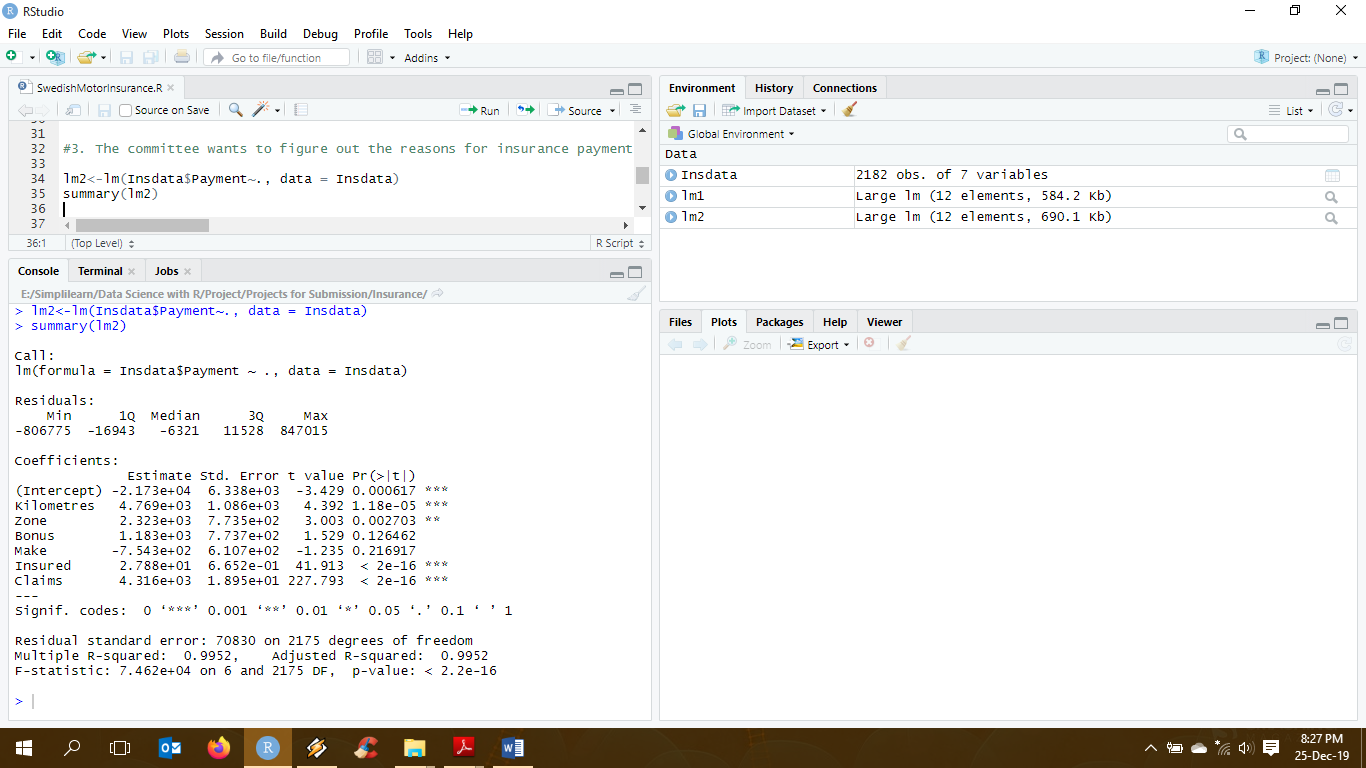 RStudio
File Edit Code View Plots Session Build Debug Profile Tools Help
Go to file/function
Addins
Project: (None)
SwedishMotorInsurance.R
Source on Save
Run
Source
31
32 #3. The committee wants to figure out the reasons for insurance payment
33
34 lm2<-lm(Insdata$Payment~., data = Insdata)
35 summary(lm2)
36
37
36:1 (Top Level) R Script
Console Terminal Jobs
E:/Simplilearn/Data Science with R/Project/Projects for Submission/Insurance/
> lm2<-lm(Insdata$Payment~., data = Insdata)
> summary(lm2)
Call:
lm(formula = Insdata$Payment ~ ., data = Insdata)
Residuals:
Min 1Q Median 3Q Max
-806775 -16943 -6321 11528 847015
Coefficients:
Estimate Std. Error t value Pr(>|t|)
(Intercept) -2.173e+04 6.338e+03 -3.429 0.000617 ***
Kilometres 4.769e+03 1.086e+03 4.392 1.18e-05 ***
Zone 2.323e+03 7.735e+02 3.003 0.002703 **
Bonus 1.183e+03 7.737e+02 1.529 0.126462
Make -7.543e+02 6.107e+02 -1.235 0.216917
Insured 2.788e+01 6.652e-01 41.913 < 2e-16 ***
Claims 4.316e+03 1.895e+01 227.793 < 2e-16 ***
---
Signif. codes: 0 ‘***’ 0.001 ‘**’ 0.01 ‘*’ 0.05 ‘.’ 0.1 ‘ ’ 1
Residual standard error: 70830 on 2175 degrees of freedom
Multiple R-squared: 0.9952, Adjusted R-squared: 0.9952
F-statistic: 7.462e+04 on 6 and 2175 DF, p-value: < 2.2e-16
>
Environment History Connections
Import Dataset
List
Global Environment
Data
Insdata 2182 obs. of 7 variables
lm1 Large lm (12 elements, 584.2 Kb)
lm2 Large lm (12 elements, 690.1 Kb)
Files Plots Packages Help Viewer
Zoom Export
8:27 PM
25-Dec-19